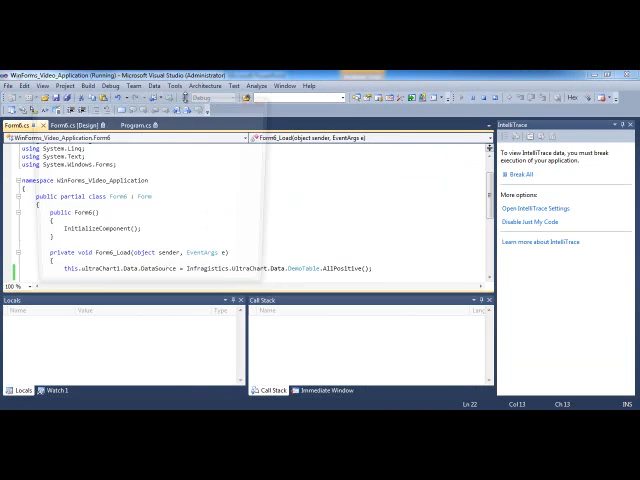 WinForms_Video_Application (Running) - Microsoft Visual Studio (Administrator)
File Edit View Project Build Debug Team Data Tools Architecture Test Analyze Window Help
Debug
Hex
Form6.cs Form6.cs [Design] Program.cs
WinForms_Video_Application.Form6 Form6_Load(object sender, EventArgs e)
using System.Linq;
using System.Text;
using System.Windows.Forms;
namespace WinForms_Video_Application
{
public partial class Form6 : Form
{
public Form6()
{
InitializeComponent();
}
private void Form6_Load(object sender, EventArgs e)
{
this.ultraChart1.Data.DataSource = Infragistics.UltraChart.Data.DemoTable.AllPositive();
100 %
IntelliTrace
To view IntelliTrace data, you must break
execution of your application.
Break All
More options:
Open IntelliTrace Settings
Disable Just My Code
Learn more about IntelliTrace
Locals
Name Value Type
Call Stack
Name Lang
Locals Watch 1
Call Stack Immediate Window
Ln 22 Col 13 Ch 13 INS